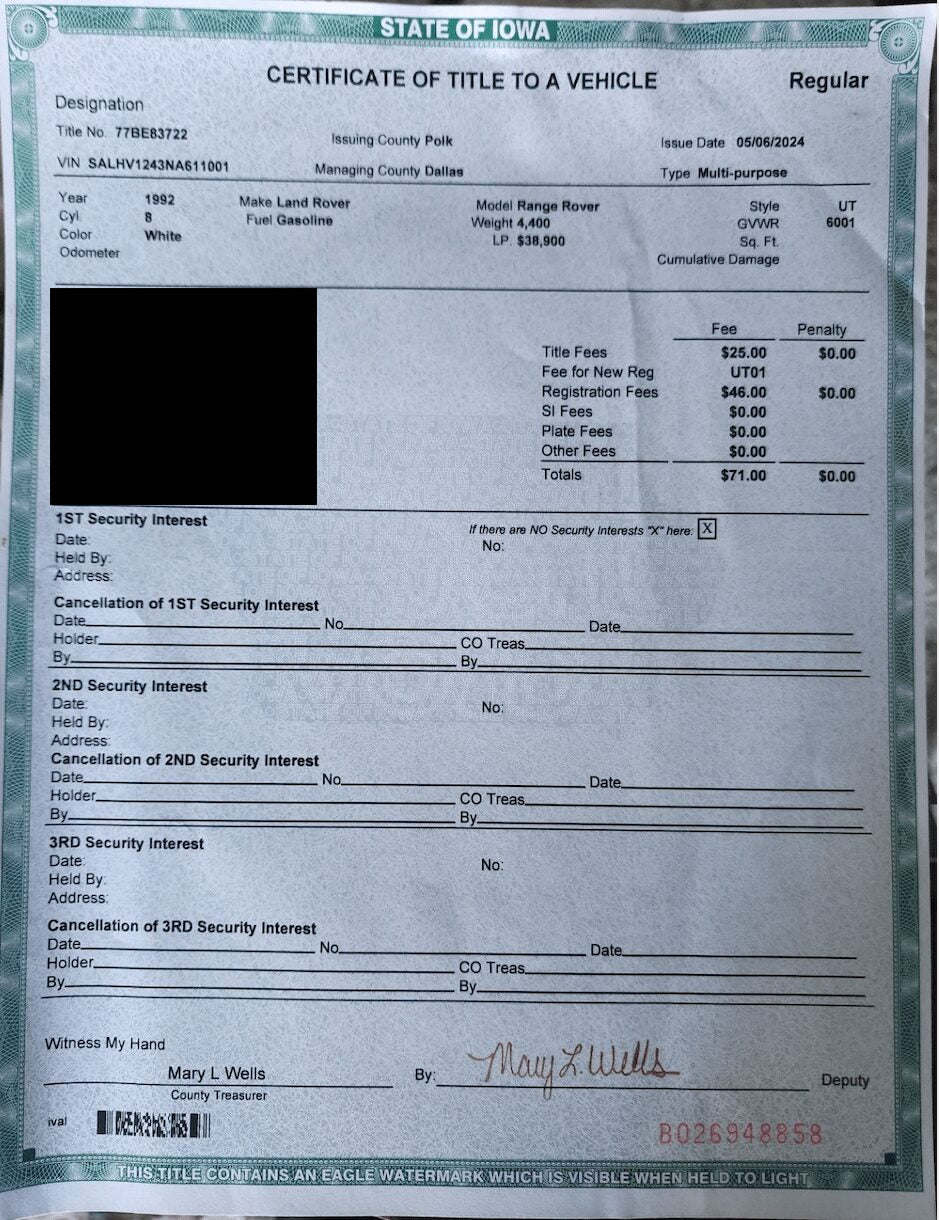 STATE OF IOWA
CERTIFICATE OF TITLE TO A VEHICLE Regular
Designation
Title No. 77BE83722 Issuing County Polk Issue Date 05/06/2024
VIN SALHV1243NA611001 Managing County Dallas Type Multi-purpose
Year 1992 Make Land Rover Model Range Rover Style UT
Cyl 8 Fuel Gasoline Weight 4,400 GVWR 6001
Color White LP. $38,900 Sq. Ft.
Odometer Cumulative Damage
Fee Penalty
Title Fees $25.00 $0.00
Fee for New Reg UT01
Registration Fees $46.00 $0.00
SI Fees $0.00
Plate Fees $0.00
Other Fees $0.00
Totals $71.00 $0.00
1ST Security Interest If there are NO Security Interests "X" here: X
Date: No:
Held By:
Address:
Cancellation of 1ST Security Interest
Date No Date
Holder CO Treas
By By
2ND Security Interest
Date: No:
Held By:
Address:
Cancellation of 2ND Security Interest
Date No Date
Holder CO Treas
By By
3RD Security Interest
Date: No:
Held By:
Address:
Cancellation of 3RD Security Interest
Date No Date
Holder CO Treas
By By
Witness My Hand
Mary L Wells By: Mary L. Wells Deputy
County Treasurer
ival B026948858
THIS TITLE CONTAINS AN EAGLE WATERMARK WHICH IS VISIBLE WHEN HELD TO LIGHT